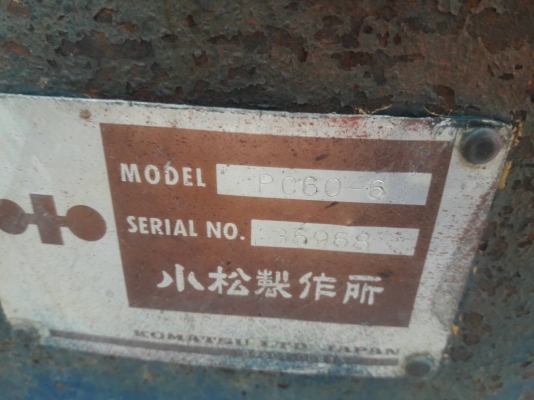 MODEL PC60-6
SERIAL NO.
小松製作所
KOMATSU LTD. JAPAN